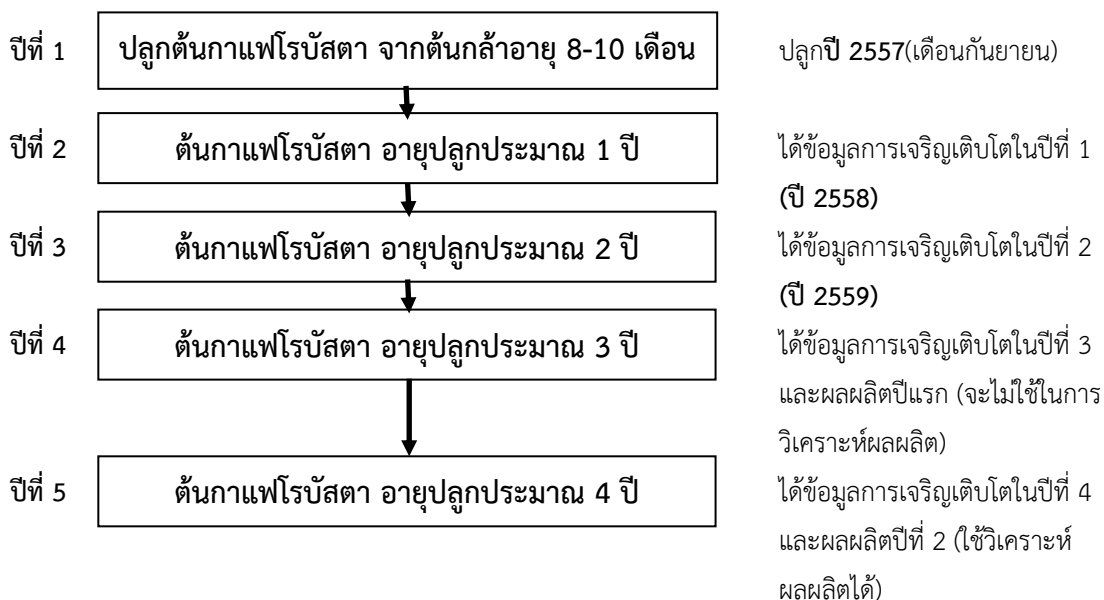 ปีที่ 1 ปลูกต้นกาแฟโรบัสตา จากต้นกล้าอายุ 8-10 เดือน ปลูกปี 2557(เดือนกันยายน)
ปีที่ 2 ต้นกาแฟโรบัสตา อายุปลูกประมาณ 1 ปี ได้ข้อมูลการเจริญเติบโตในปีที่ 1
(ปี 2558)
ปีที่ 3 ต้นกาแฟโรบัสตา อายุปลูกประมาณ 2 ปี ได้ข้อมูลการเจริญเติบโตในปีที่ 2
(ปี 2559)
ปีที่ 4 ต้นกาแฟโรบัสตา อายุปลูกประมาณ 3 ปี ได้ข้อมูลการเจริญเติบโตในปีที่ 3
และผลผลิตปีแรก (จะไม่ใช้ในการ
วิเคราะห์ผลผลิต)
ปีที่ 5 ต้นกาแฟโรบัสตา อายุปลูกประมาณ 4 ปี ได้ข้อมูลการเจริญเติบโตในปีที่ 4
และผลผลิตปีที่ 2 (ใช้วิเคราะห์
ผลผลิตได้)